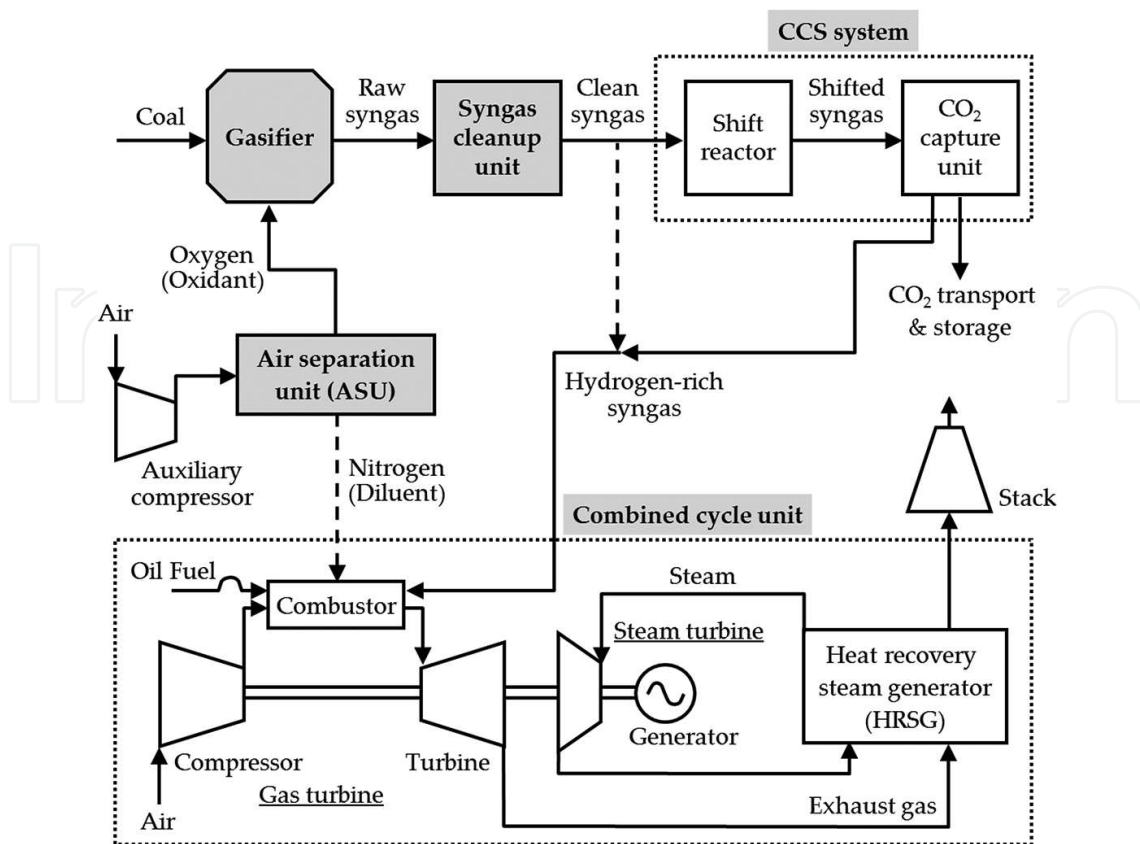 CCS system
Raw
syngas
Clean
syngas
Shifted
syngas
Coal
Gasifier
Syngas
cleanup
unit
Shift
reactor
CO₂
capture
unit
Oxygen
(Oxidant)
CO₂ transport
& storage
Air
Air separation
unit (ASU)
Hydrogen-rich
syngas
Auxiliary
compressor
Nitrogen
(Diluent)
Stack
Combined cycle unit
Oil Fuel
Combustor
Steam
Steam turbine
Heat recovery
steam generator
(HRSG)
Generator
Compressor
Turbine
Gas turbine
Exhaust gas
Air